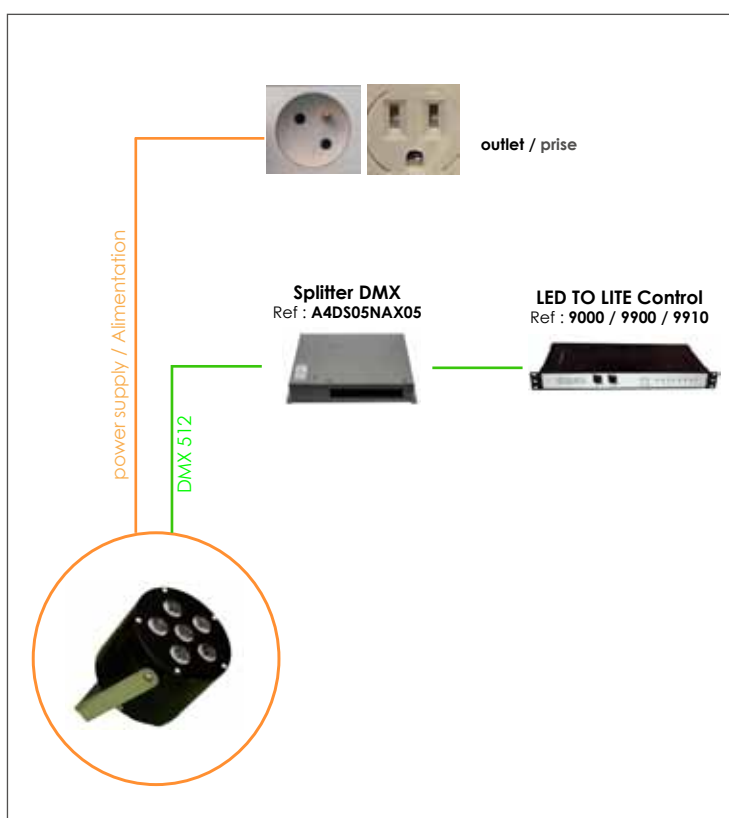 outlet / prise
power supply / Alimentation
Splitter DMX
Ref : A4DS05NAX05
LED TO LITE Control
Ref : 9000 / 9900 / 9910
DMX 512